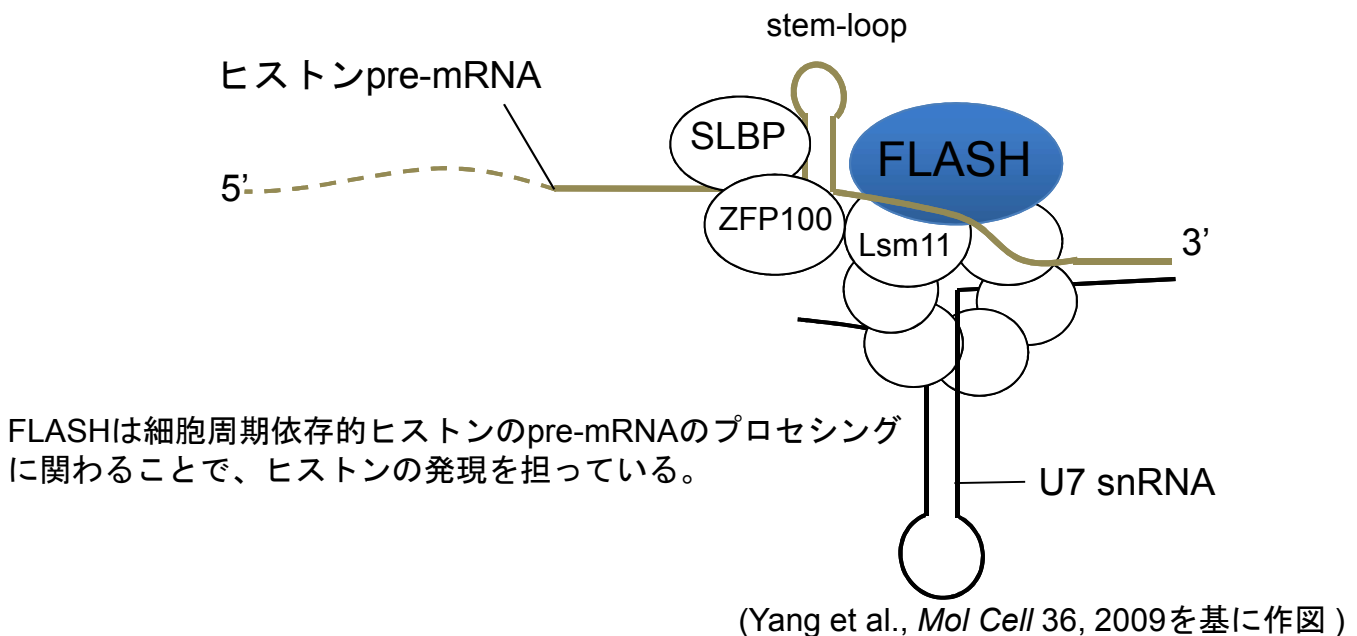 stem-loop
ヒストンpre-mRNA
SLBP
FLASH
5’
ZFP100
Lsm11
3’
FLASHは細胞周期依存的ヒストンのpre-mRNAのプロセシング
に関わることで、ヒストンの発現を担っている。
U7 snRNA
(Yang et al., Mol Cell 36, 2009を基に作図 )